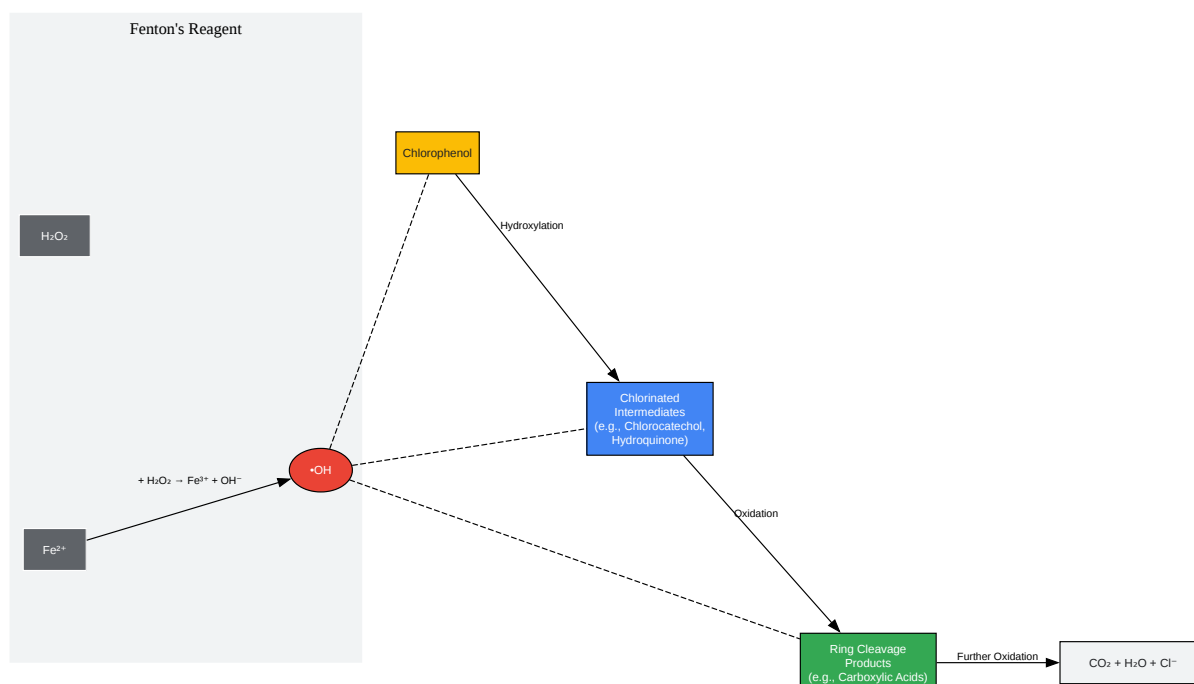 Fenton's Reagent
Chlorophenol
Hydroxylation
H₂O₂
Chlorinated
Intermediates
(e.g., Chlorocatechol,
Hydroquinone)
•OH
+ H₂O₂ → Fe³⁺ + OH⁻
Oxidation
Fe²⁺
Ring Cleavage
Products
(e.g., Carboxylic Acids)
Further Oxidation
CO₂ + H₂O + Cl⁻